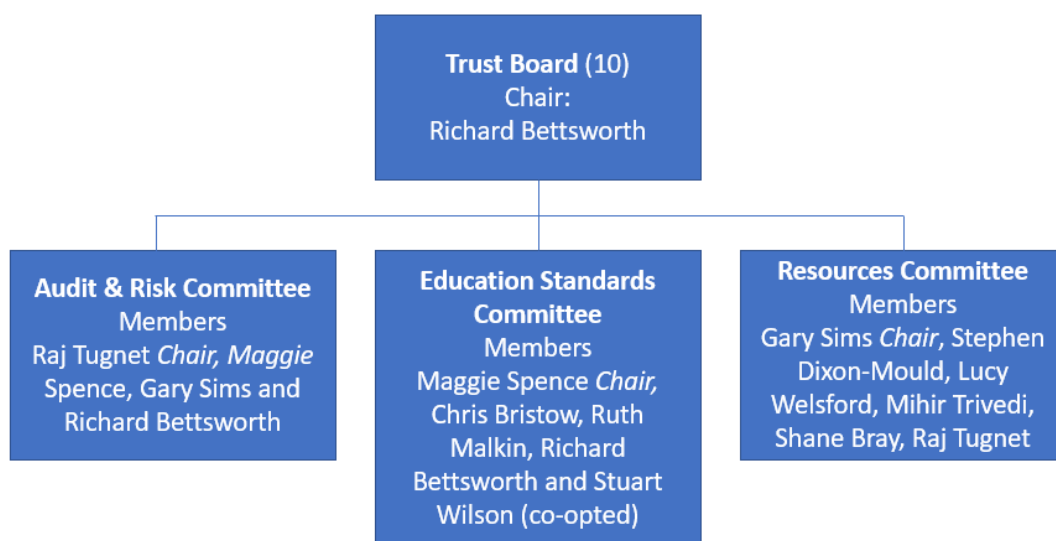 Trust Board (10)
Chair:
Richard Bettsworth
Audit & Risk Committee
Members
Raj Tugnet Chair, Maggie
Spence, Gary Sims and
Richard Bettsworth
Education Standards
Committee
Members
Maggie Spence Chair,
Chris Bristow, Ruth
Malkin, Richard
Bettsworth and Stuart
Wilson (co-opted)
Resources Committee
Members
Gary Sims Chair, Stephen
Dixon-Mould, Lucy
Welsford, Mihir Trivedi,
Shane Bray, Raj Tugnet